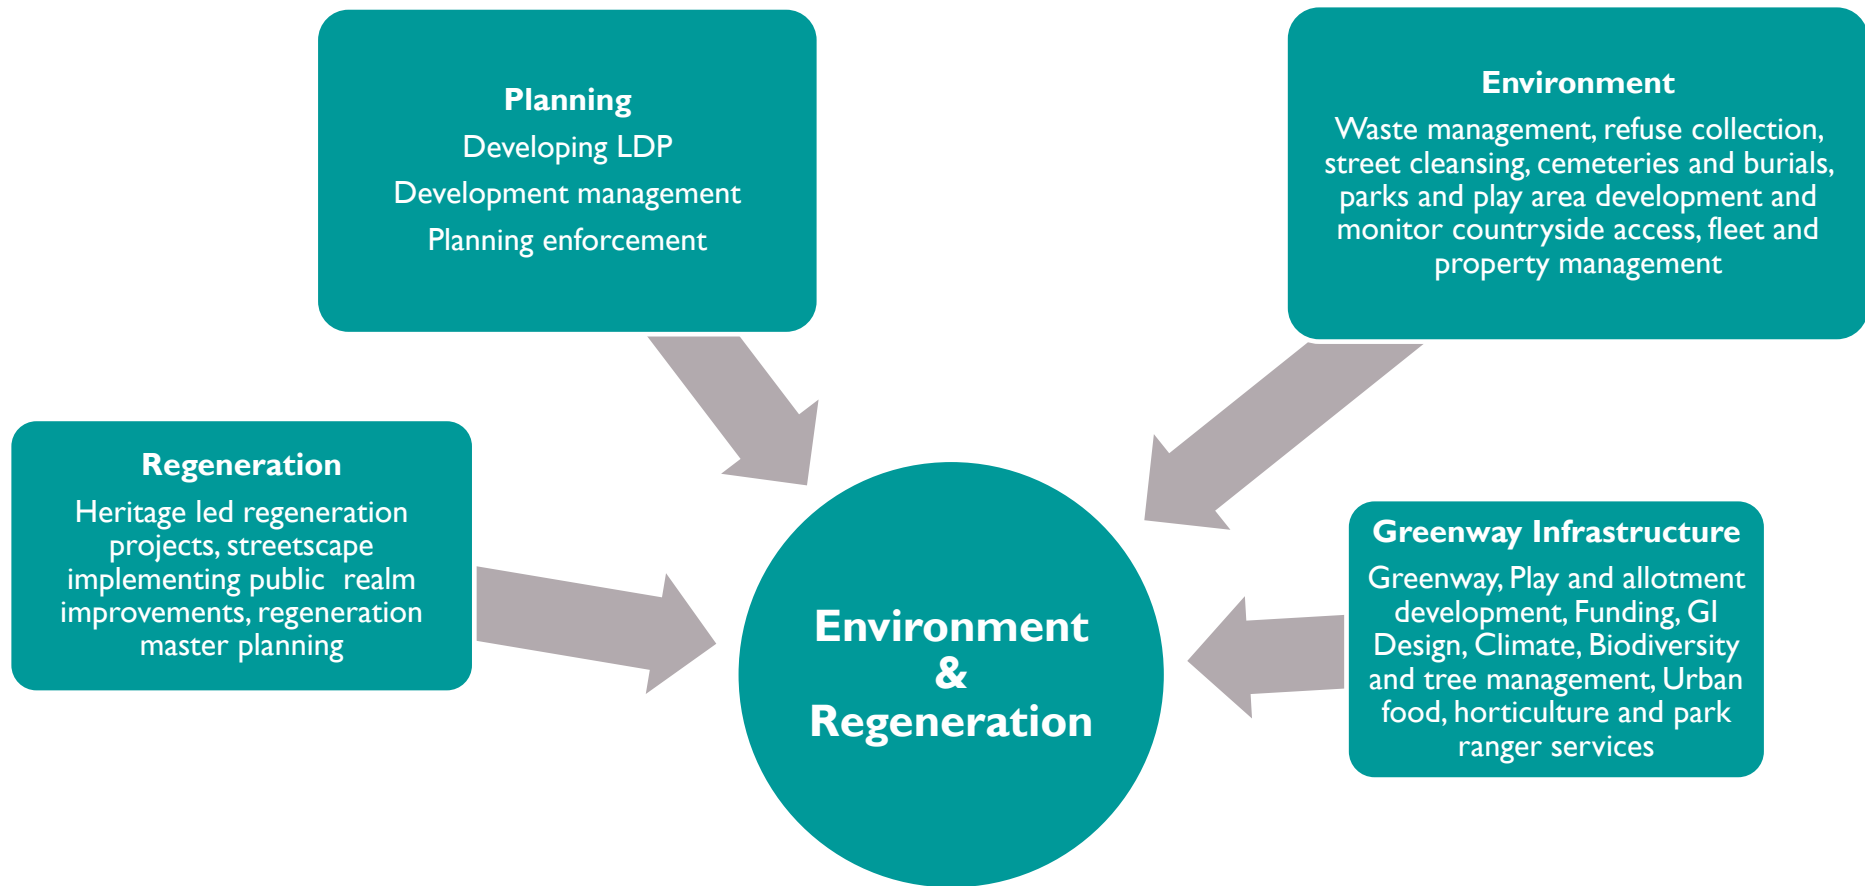 Planning
Developing LDP
Development management
Planning enforcement
Environment
Waste management, refuse collection,
street cleansing, cemeteries and burials,
parks and play area development and
monitor countryside access, fleet and
property management
Regeneration
Heritage led regeneration
projects, streetscape
implementing public realm
improvements, regeneration
master planning
Environment
&
Regeneration
Greenway Infrastructure
Greenway, Play and allotment
development, Funding, GI
Design, Climate, Biodiversity
and tree management, Urban
food, horticulture and park
ranger services